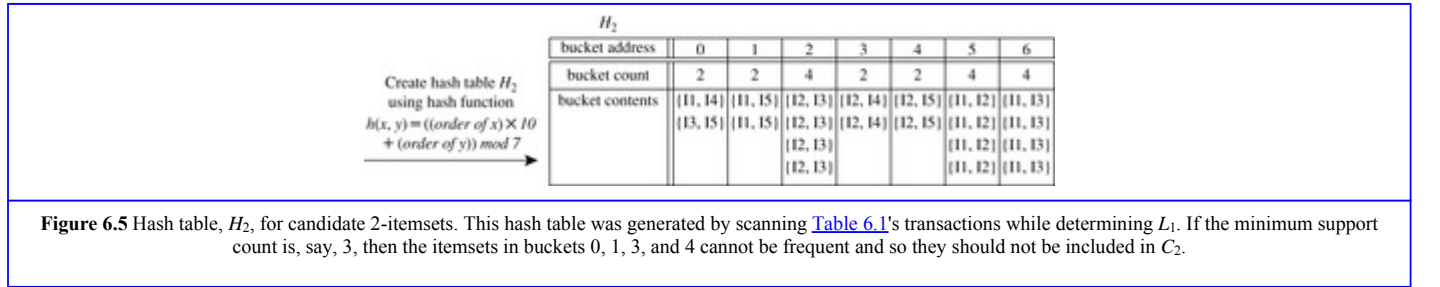 H2
bucket address 0 1 2 3 4 5 6
bucket count 2 2 4 2 2 4 4
bucket contents {I1, I4} {I1, I5} {I2, I3} {I2, I4} {I2, I5} {I1, I2} {I1, I3}
{I3, I5} {I1, I5} {I2, I3} {I2, I4} {I2, I5} {I1, I2} {I1, I3}
{I2, I3} {I1, I2} {I1, I3}
{I2, I3} {I1, I2} {I1, I3}
Create hash table H2
using hash function
h(x, y)=((order of x)×10
+(order of y)) mod 7
Figure 6.5 Hash table, H2, for candidate 2-itemsets. This hash table was generated by scanning Table 6.1's transactions while determining L1. If the minimum support
count is, say, 3, then the itemsets in buckets 0, 1, 3, and 4 cannot be frequent and so they should not be included in C2.